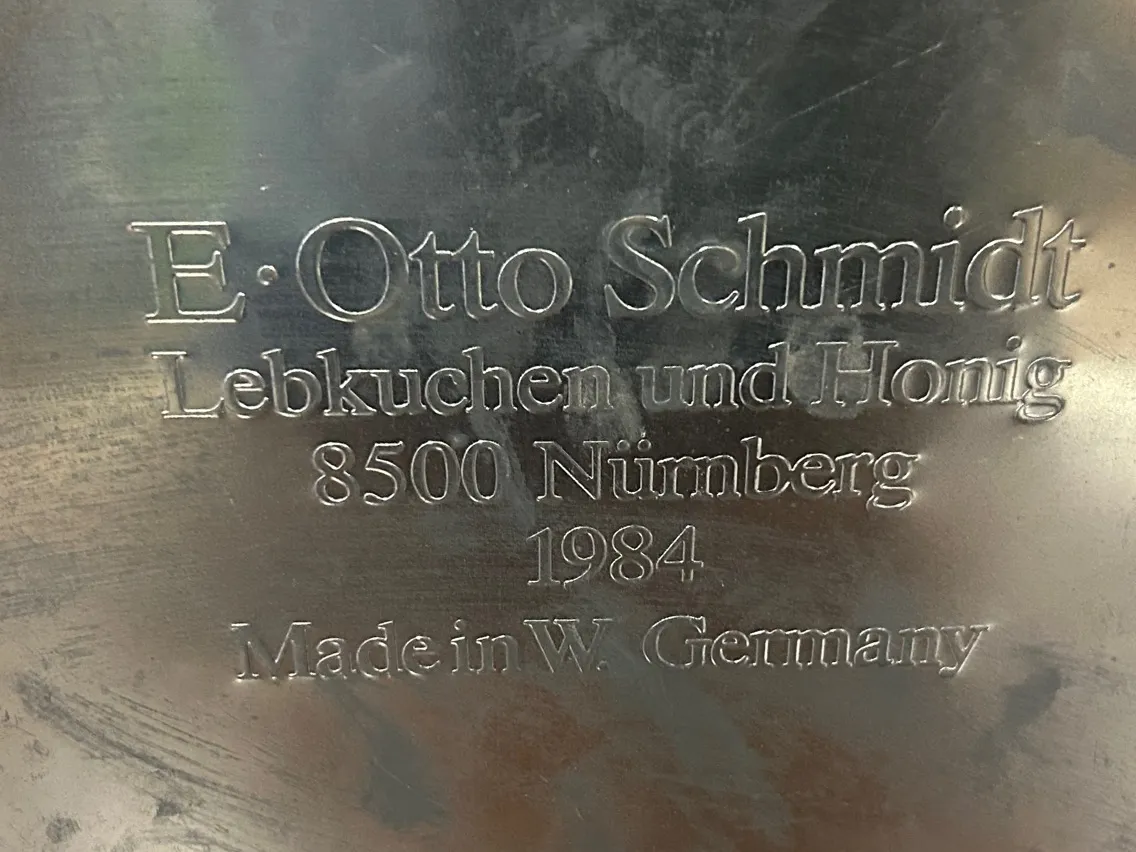 E·Otto Schmidt
Lebkuchen und Honig
8500 Nürnberg
1984
Made in W. Germany